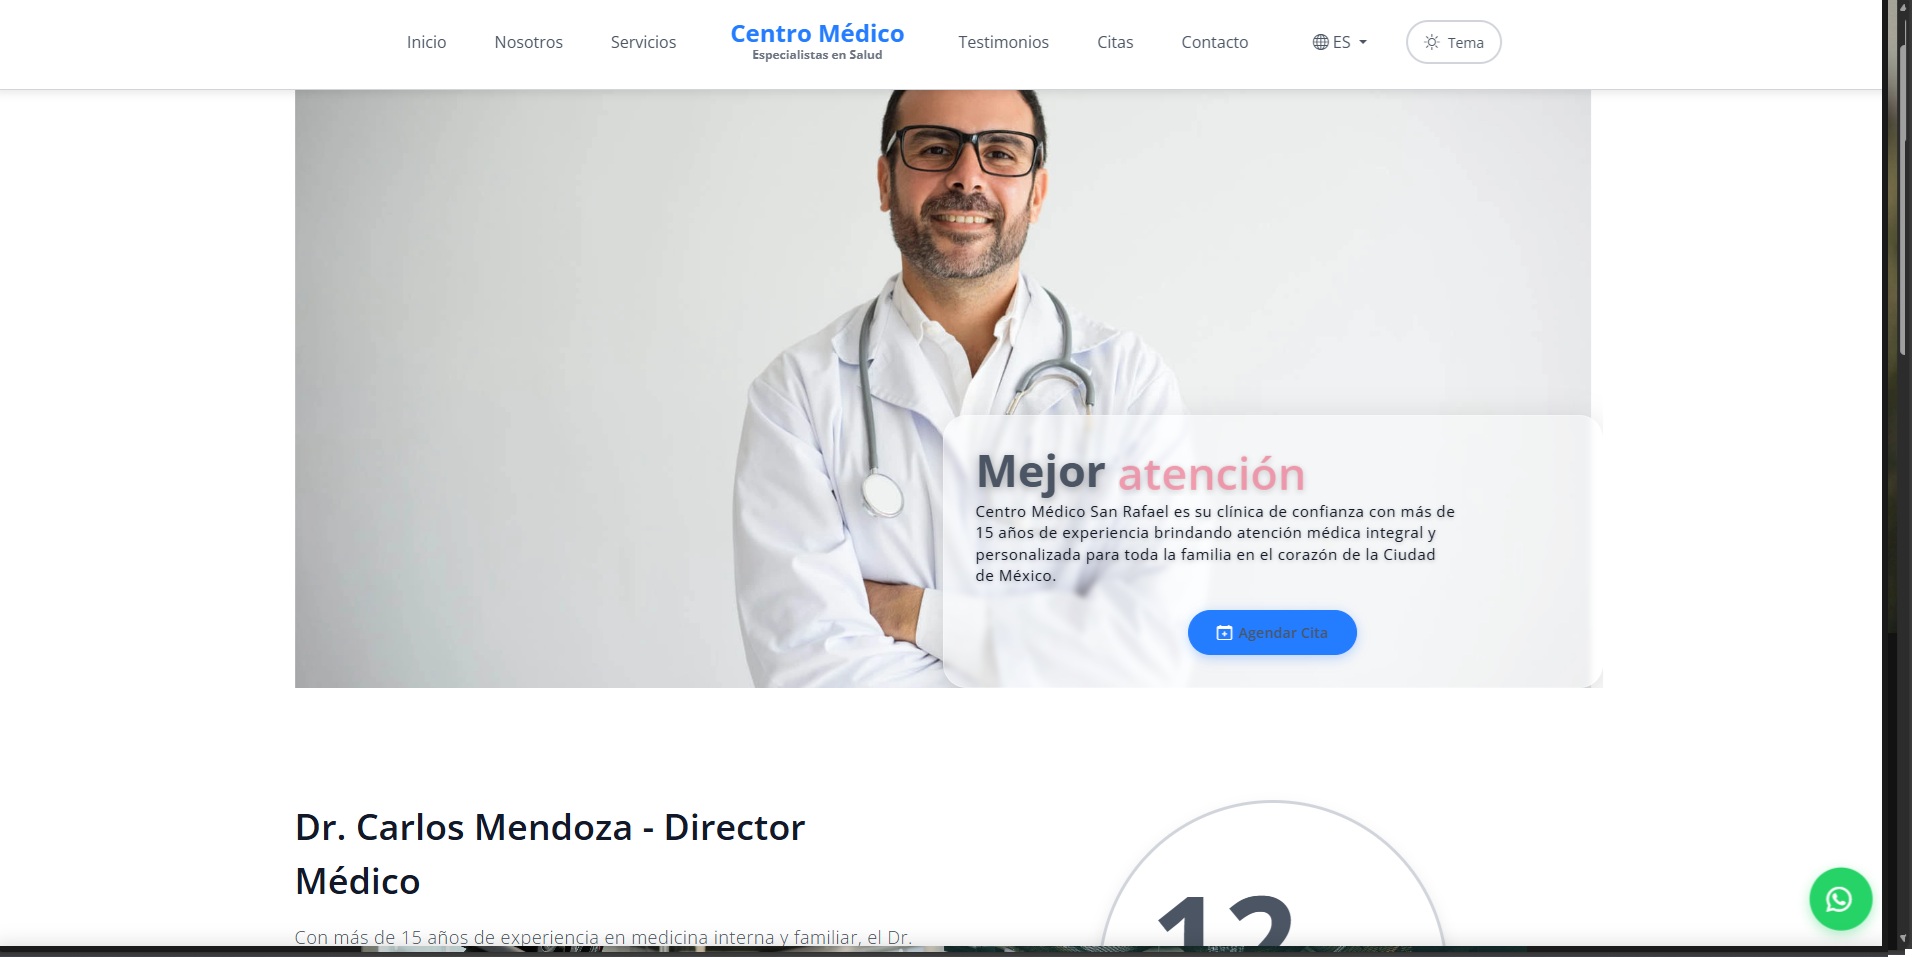 Inicio
Nosotros
Servicios
Centro Médico
Especialistas en Salud
Testimonios
Citas
Contacto
ES
Tema
Mejor atención
Centro Médico San Rafael es su clínica de confianza con más de
15 años de experiencia brindando atención médica integral y
personalizada para toda la familia en el corazón de la Ciudad
de México.
Agendar Cita
Dr. Carlos Mendoza - Director
Médico
Con más de 15 años de experiencia en medicina interna y familiar, el Dr.
12